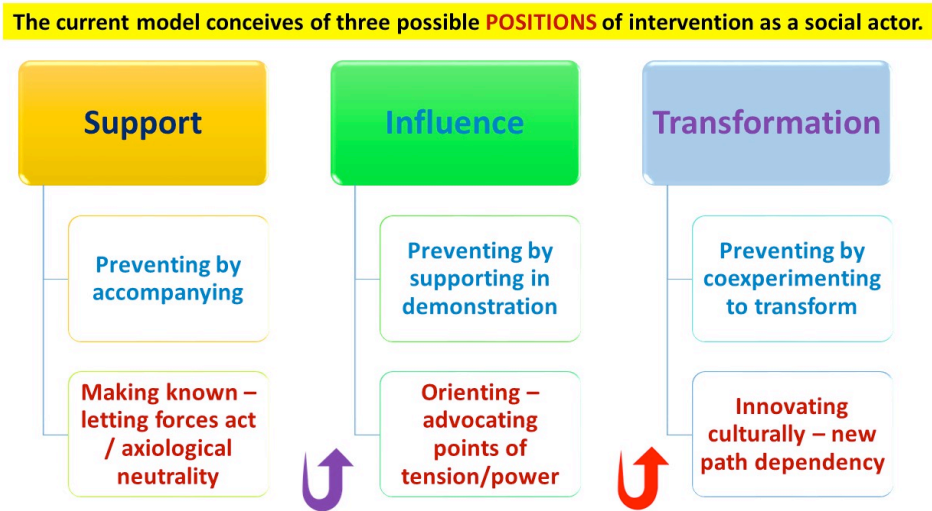 The current model conceives of three possible POSITIONS of intervention as a social actor.
Support
Preventing by
accompanying
Making known –
letting forces act
/ axiological
neutrality
Influence
Preventing by
supporting in
demonstration
Orienting –
advocating
points of
tension/power
Transformation
Preventing by
coexperimenting
to transform
Innovating
culturally – new
path dependency